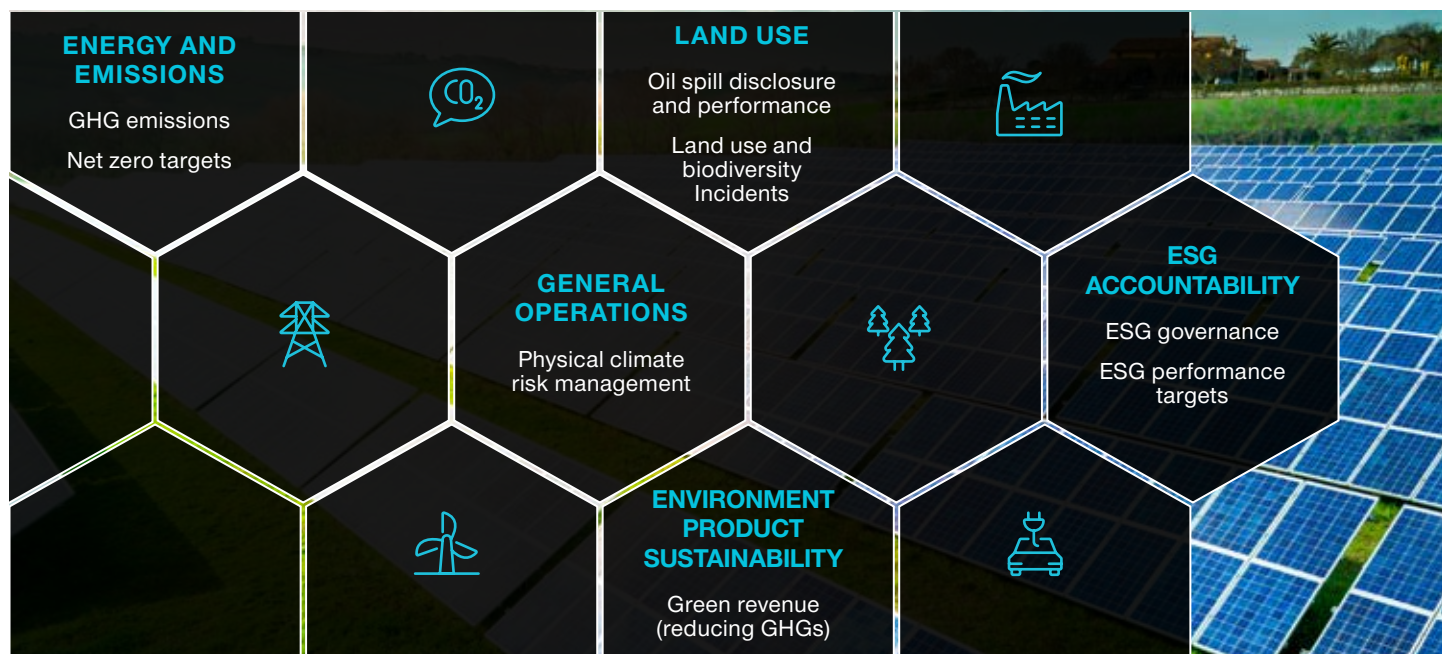 ENERGY AND
EMISSIONS
GHG emissions
Net zero targets
CO2
LAND USE
Oil spill disclosure
and performance
Land use and
biodiversity
Incidents
GENERAL
OPERATIONS
Physical climate
risk management
ESG
ACCOUNTABILITY
ESG governance
ESG performance
targets
ENVIRONMENT
PRODUCT
SUSTAINABILITY
Green revenue
(reducing GHGs)